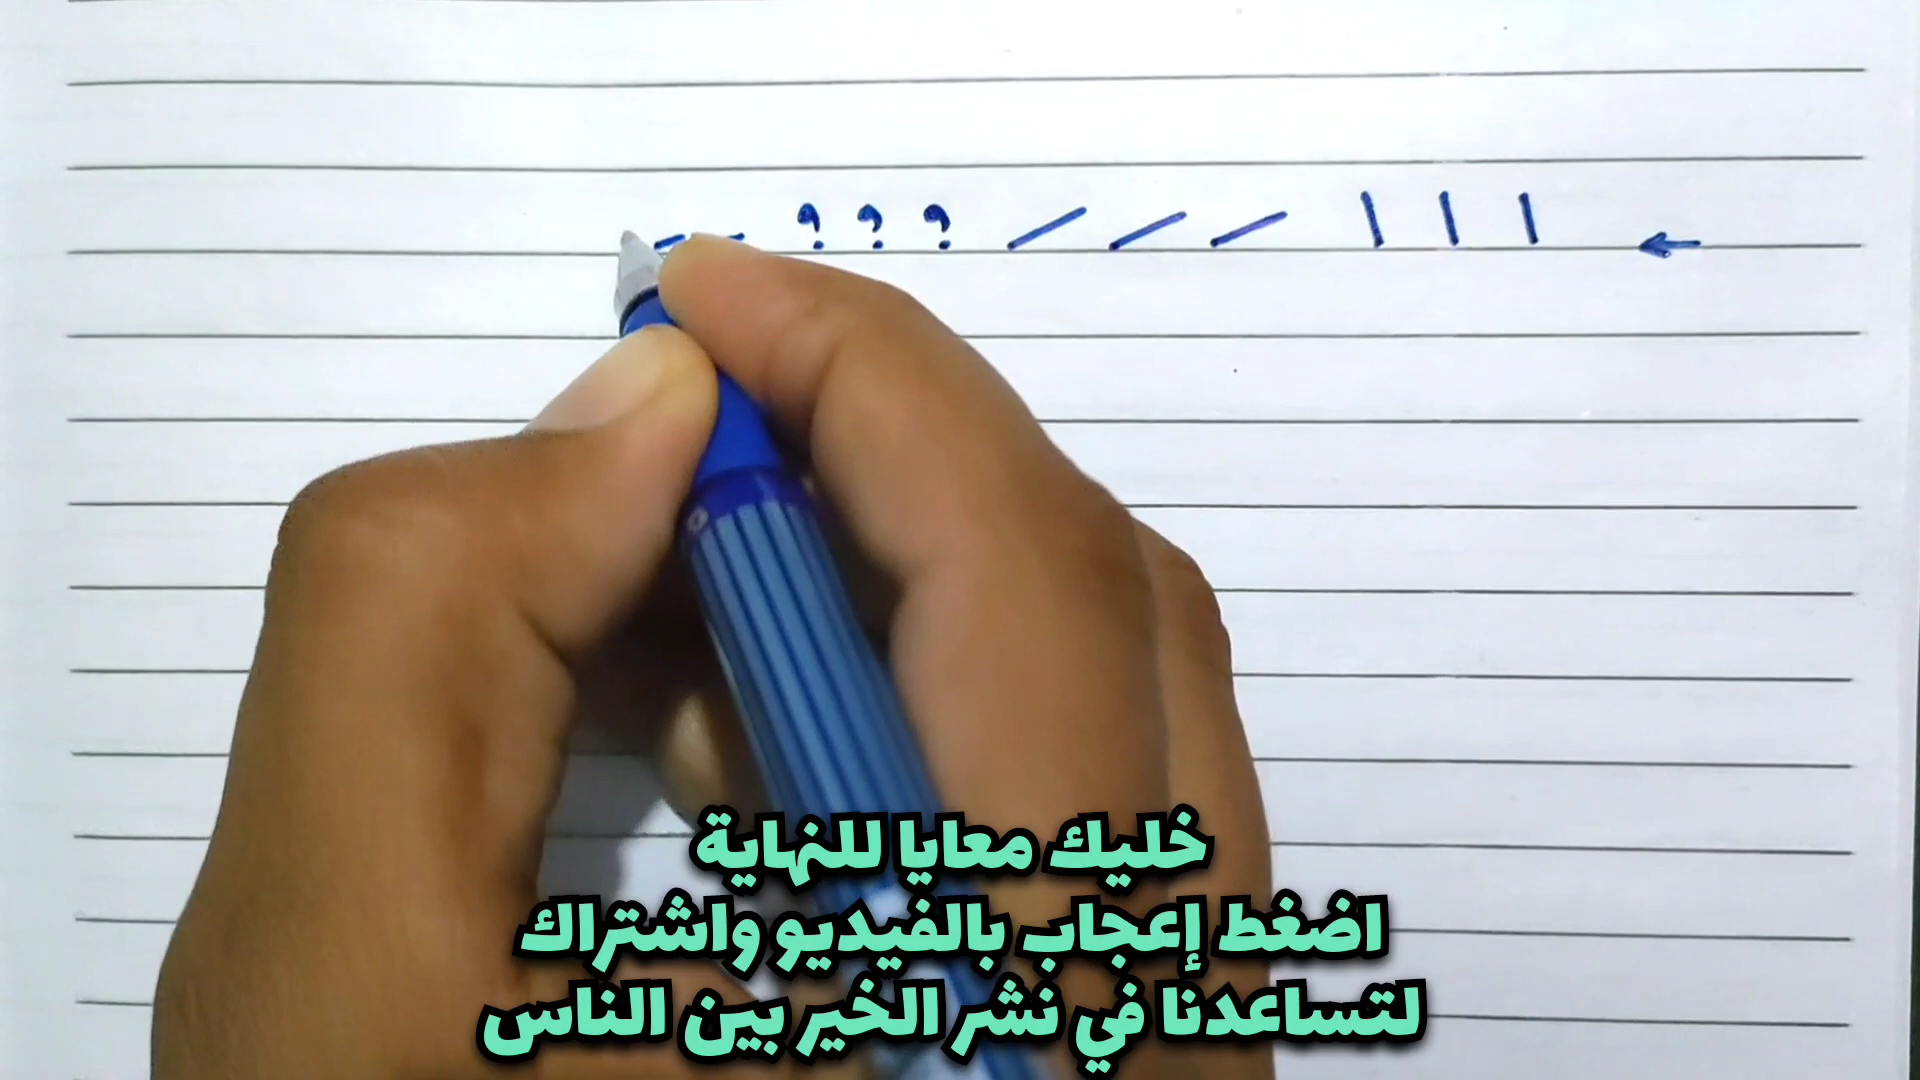 ؟ ؟ ؟
خليك معايا للنهاية
اضغط إعجاب بالفيديو واشتراك
لتساعدنا في نشر الخير بين الناس